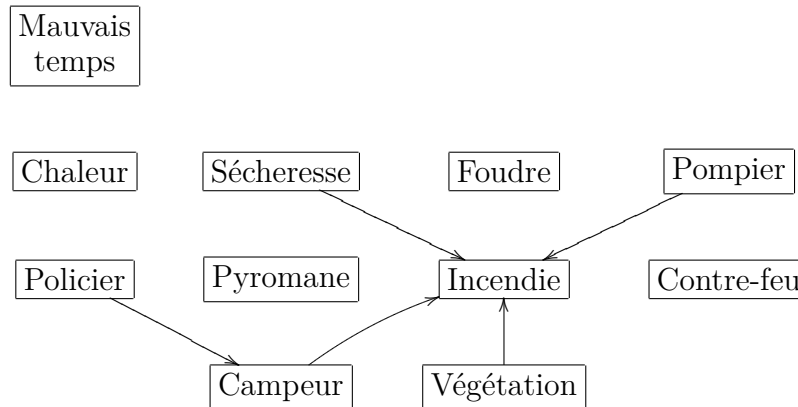 Mauvais
temps
Chaleur
Sécheresse
Foudre
Pompier
Policier
Pyromane
Incendie
Contre-feu
Campeur
Végétation